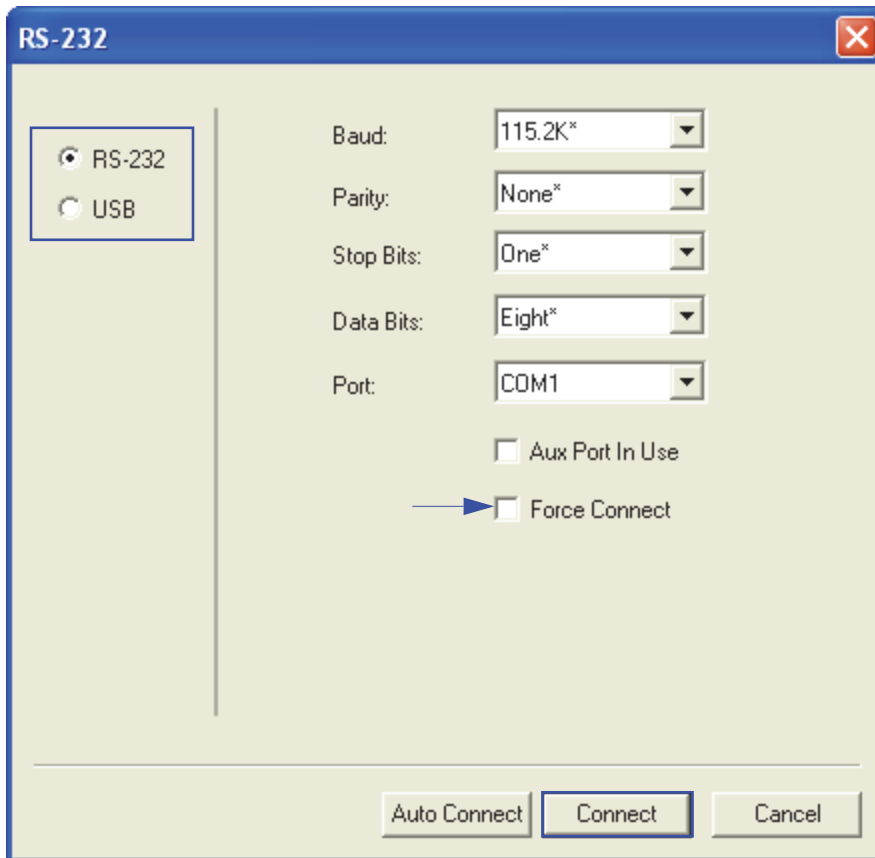 RS-232
RS-232
USB
Baud: 115.2K*
Parity: None*
Stop Bits: One*
Data Bits: Eight*
Port: COM1
Aux Port In Use
Force Connect
Auto Connect Connect Cancel